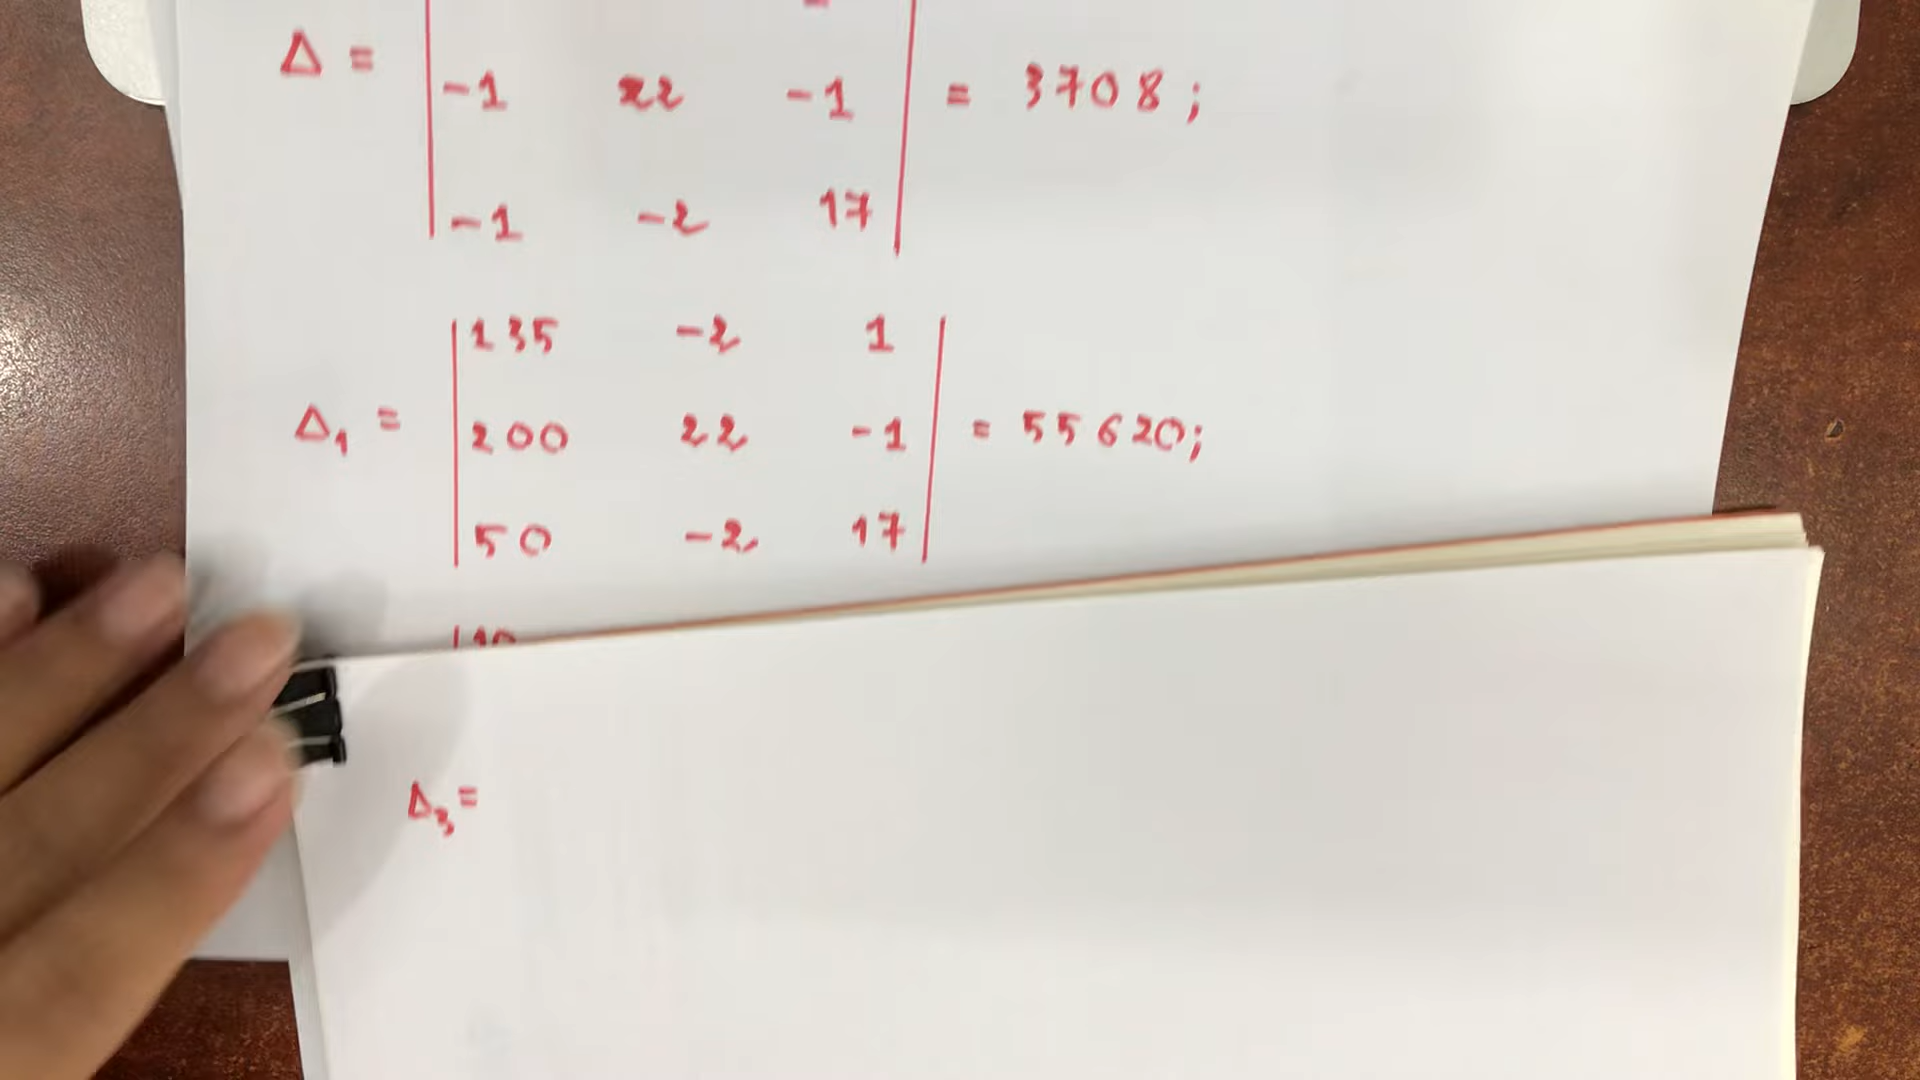 Δ =
-1 22 -1 = 3708;
-1 -2 17
135 -2 1
Δ₁ = 200 22 -1 = 55620;
50 -2 17
Δ₃ =